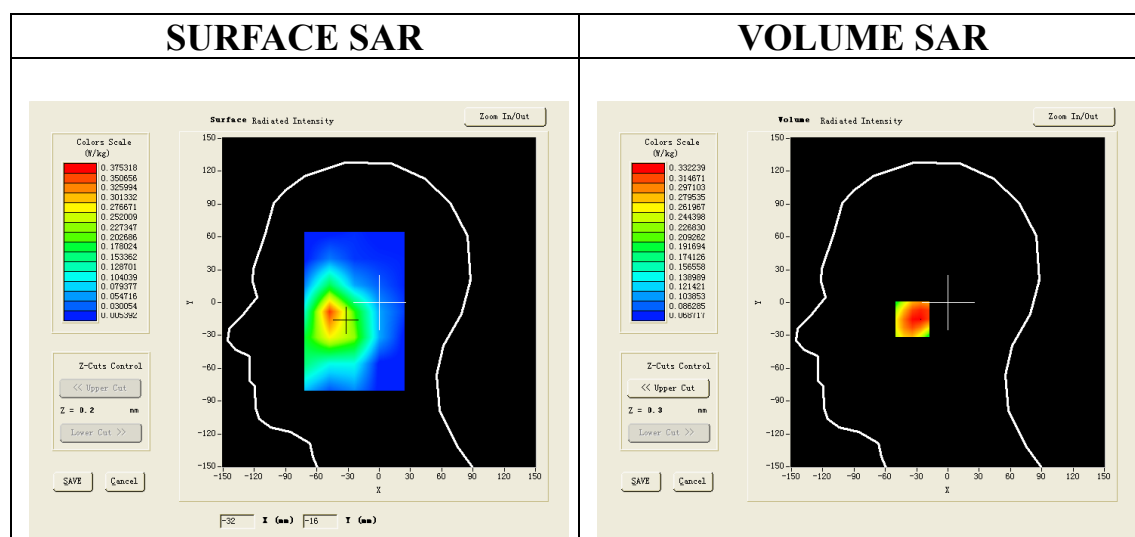 SURFACE SAR
VOLUME SAR
Surface Radiated Intensity
Zoom In/Out
Colors Scale
(W/kg)
0.375318
0.350656
0.325994
0.301332
0.276671
0.252009
0.227347
0.202686
0.178024
0.153362
0.128701
0.104039
0.079377
0.054716
0.030054
0.005392
150
120
90
60
30
0
-30
-60
-90
-120
-150
Y
-150 -120 -90 -60 -30 0 30 60 90 120 150
X
Z-Cuts Control
<< Upper Cut
Z = 0.2 mm
Lower Cut >>
SAVE Cancel
-32 X (mm) -16 Y (mm)
Volume Radiated Intensity
Zoom In/Out
Colors Scale
(W/kg)
0.332239
0.314671
0.297103
0.279535
0.261967
0.244398
0.226830
0.209262
0.191694
0.174126
0.156558
0.138989
0.121421
0.103853
0.086285
0.068717
150
120
90
60
30
0
-30
-60
-90
-120
-150
Y
-150 -120 -90 -60 -30 0 30 60 90 120 150
X
Z-Cuts Control
<< Upper Cut
Z = 0.3 mm
Lower Cut >>
SAVE Cancel